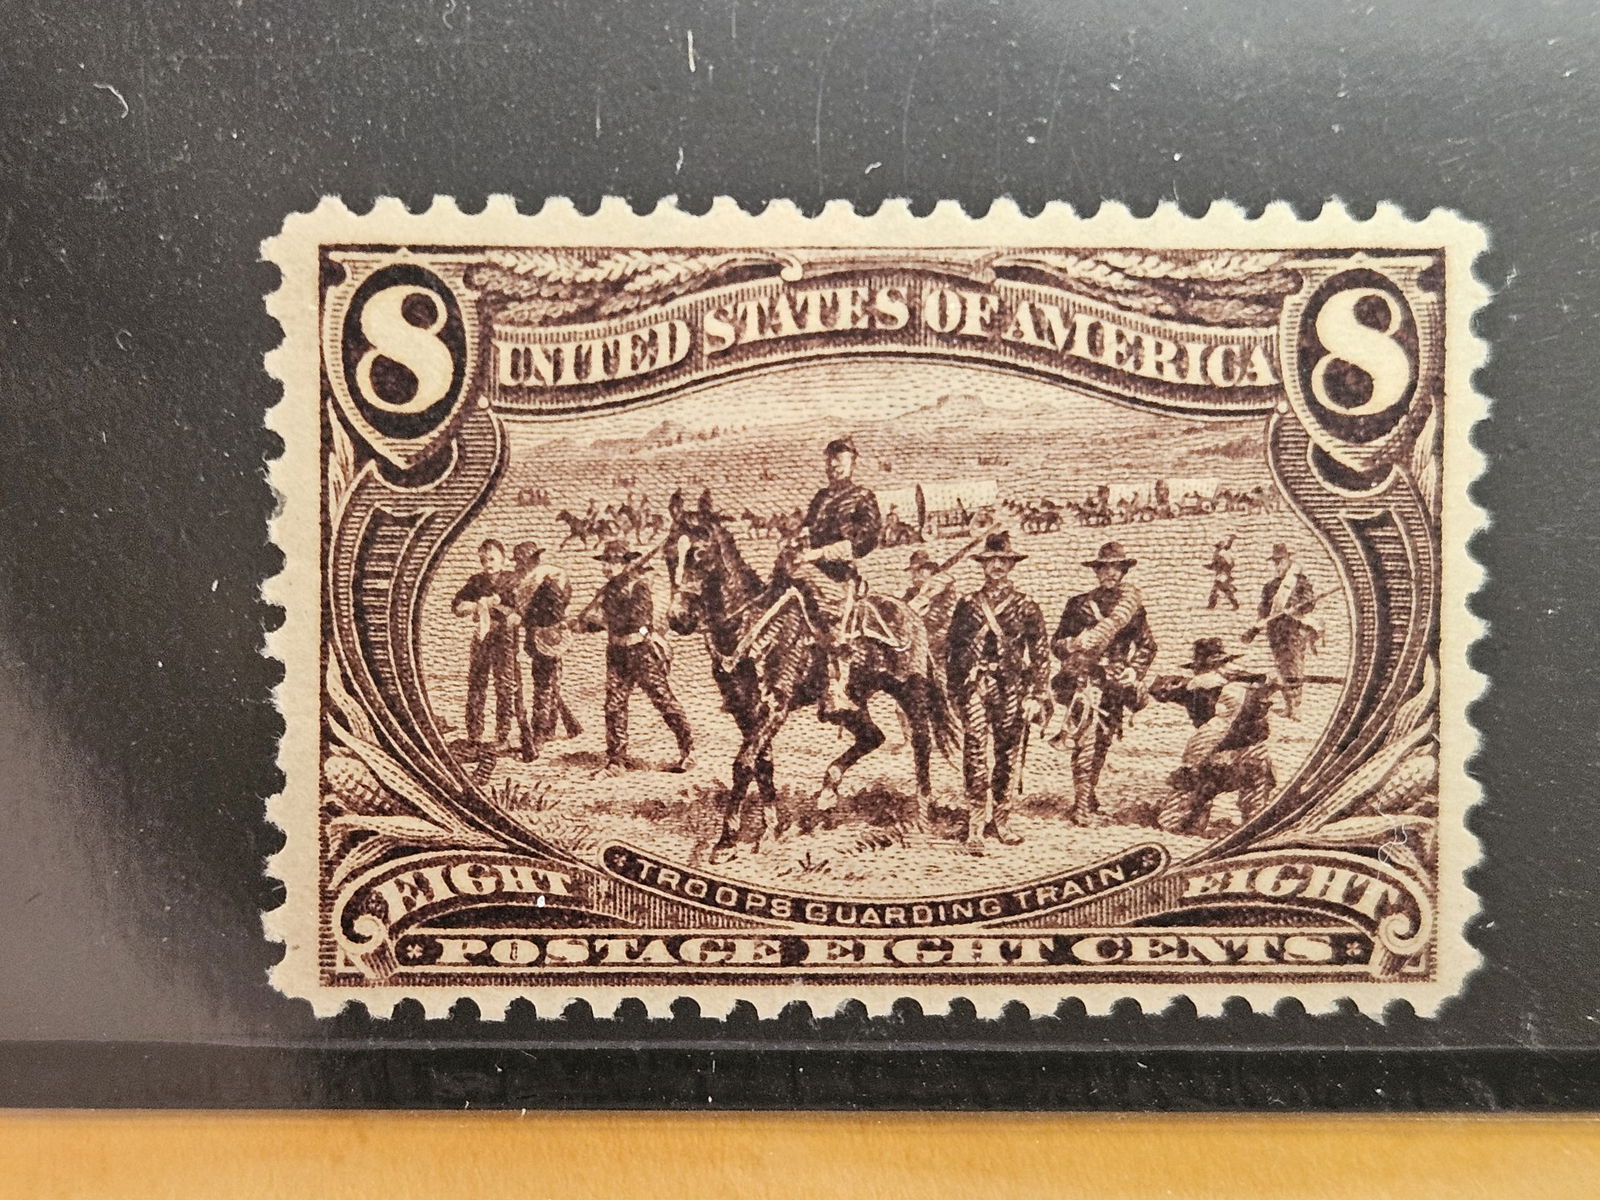 8 UNITED STATES OF AMERICA 8
TROOPS GUARDING TRAIN.
EIGHT EIGHT
POSTAGE EIGHT CENTS